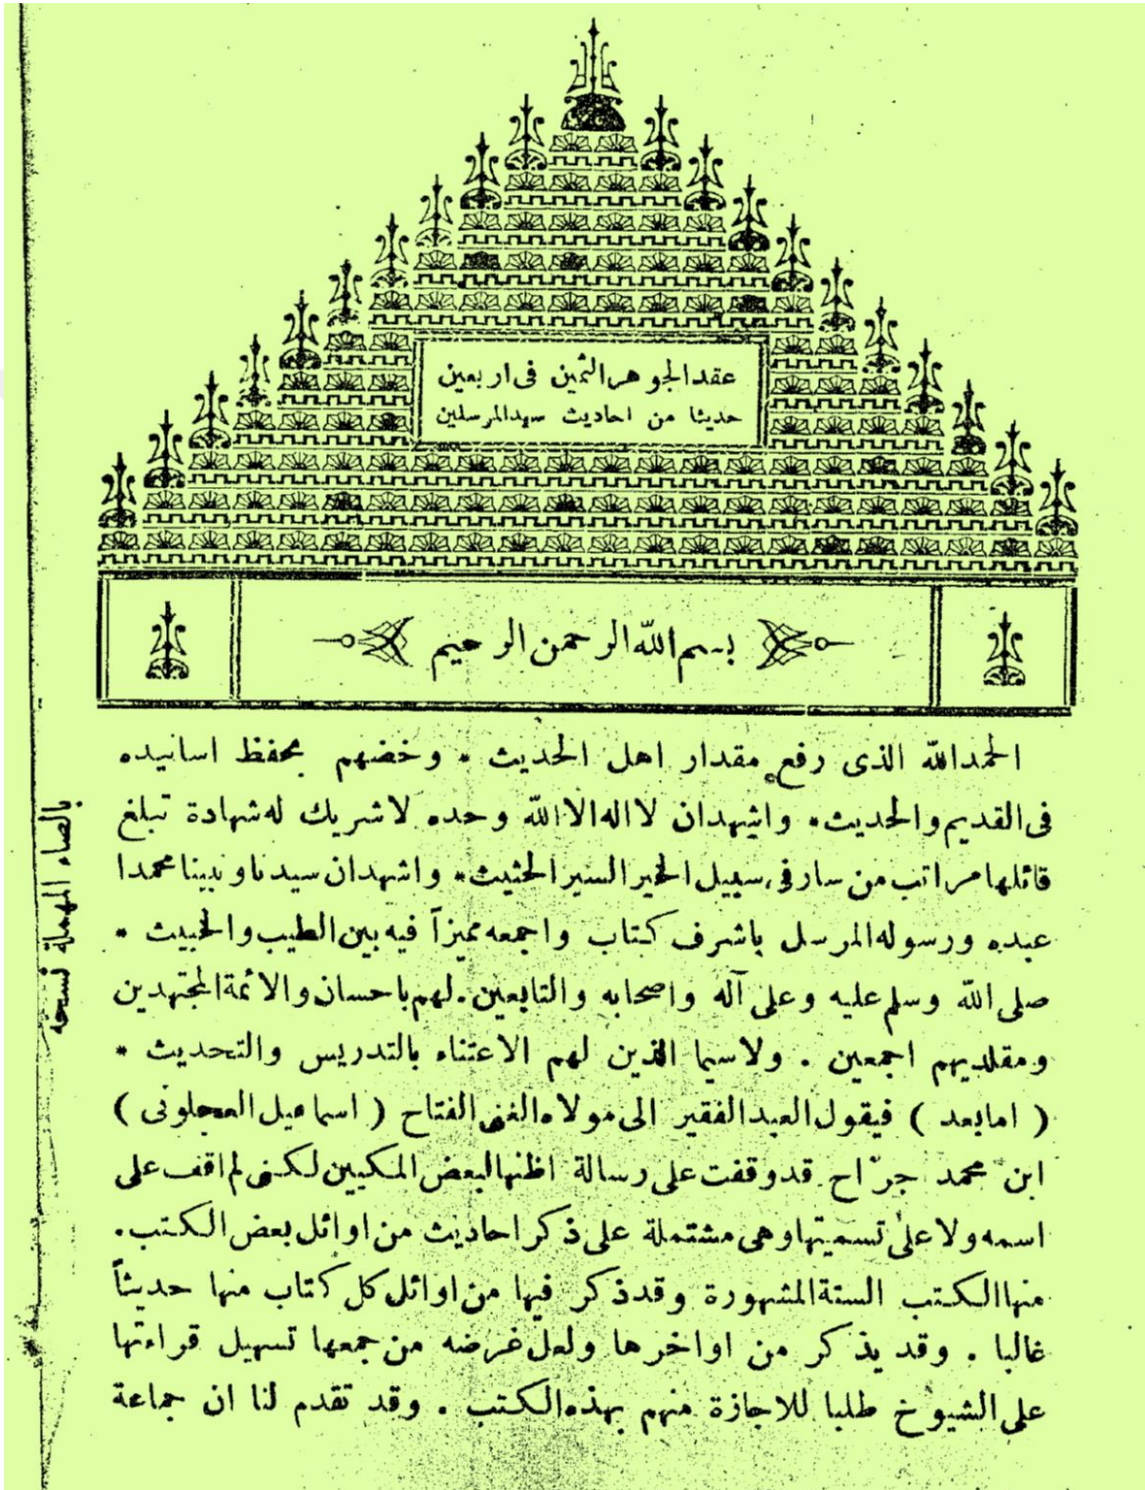 عقد الجوهر الثمين فى اربعين
حديثا من احاديث سيد المرسلين
بسم الله الرحمن الرحيم
الحمد لله الذى رفع مقدار اهل الحديث * وخضهم بحفظ اسانيده
فى القديم والحديث * واشهد ان لا اله الا الله وحده لا شريك له شهادة تبلغ
قائلها مراتب من سار فى سبيل الخير السير الحثيث * واشهد ان سيدنا ونبينا محمدا
عبده ورسوله المرسل باشرف كتاب واجمعه مميزاً فيه بين الطيب والخبيث *
صلى الله وسلم عليه وعلى آله واصحابه والتابعين . لهم باحسان والائمة المجتهدين
ومقلديهم اجمعين . ولاسيما الذين لهم الاعتناء بالتدريس والتحديث *
( اما بعد ) فيقول العبد الفقير الى مولاه الغنى الفتاح ( اسماعيل العجلونى )
ابن محمد جرّاح قد وقفت على رسالة اظنها لبعض المكيين لكنى لم اقف على
اسمه ولا على تسميتها وهى مشتملة على ذكر احاديث من اوائل بعض الكتب .
منها الكتب الستة المشهورة وقد ذكر فيها من اوائل كل كتاب منها حديثاً
غالبا . وقد يذكر من اواخرها ولعل غرضه من جمعها تسهيل قراءتها
على الشيوخ طلبا للاجازة منهم بهذه الكتب . وقد تقدم لنا ان جماعة
بالصاد المهملة نسخه